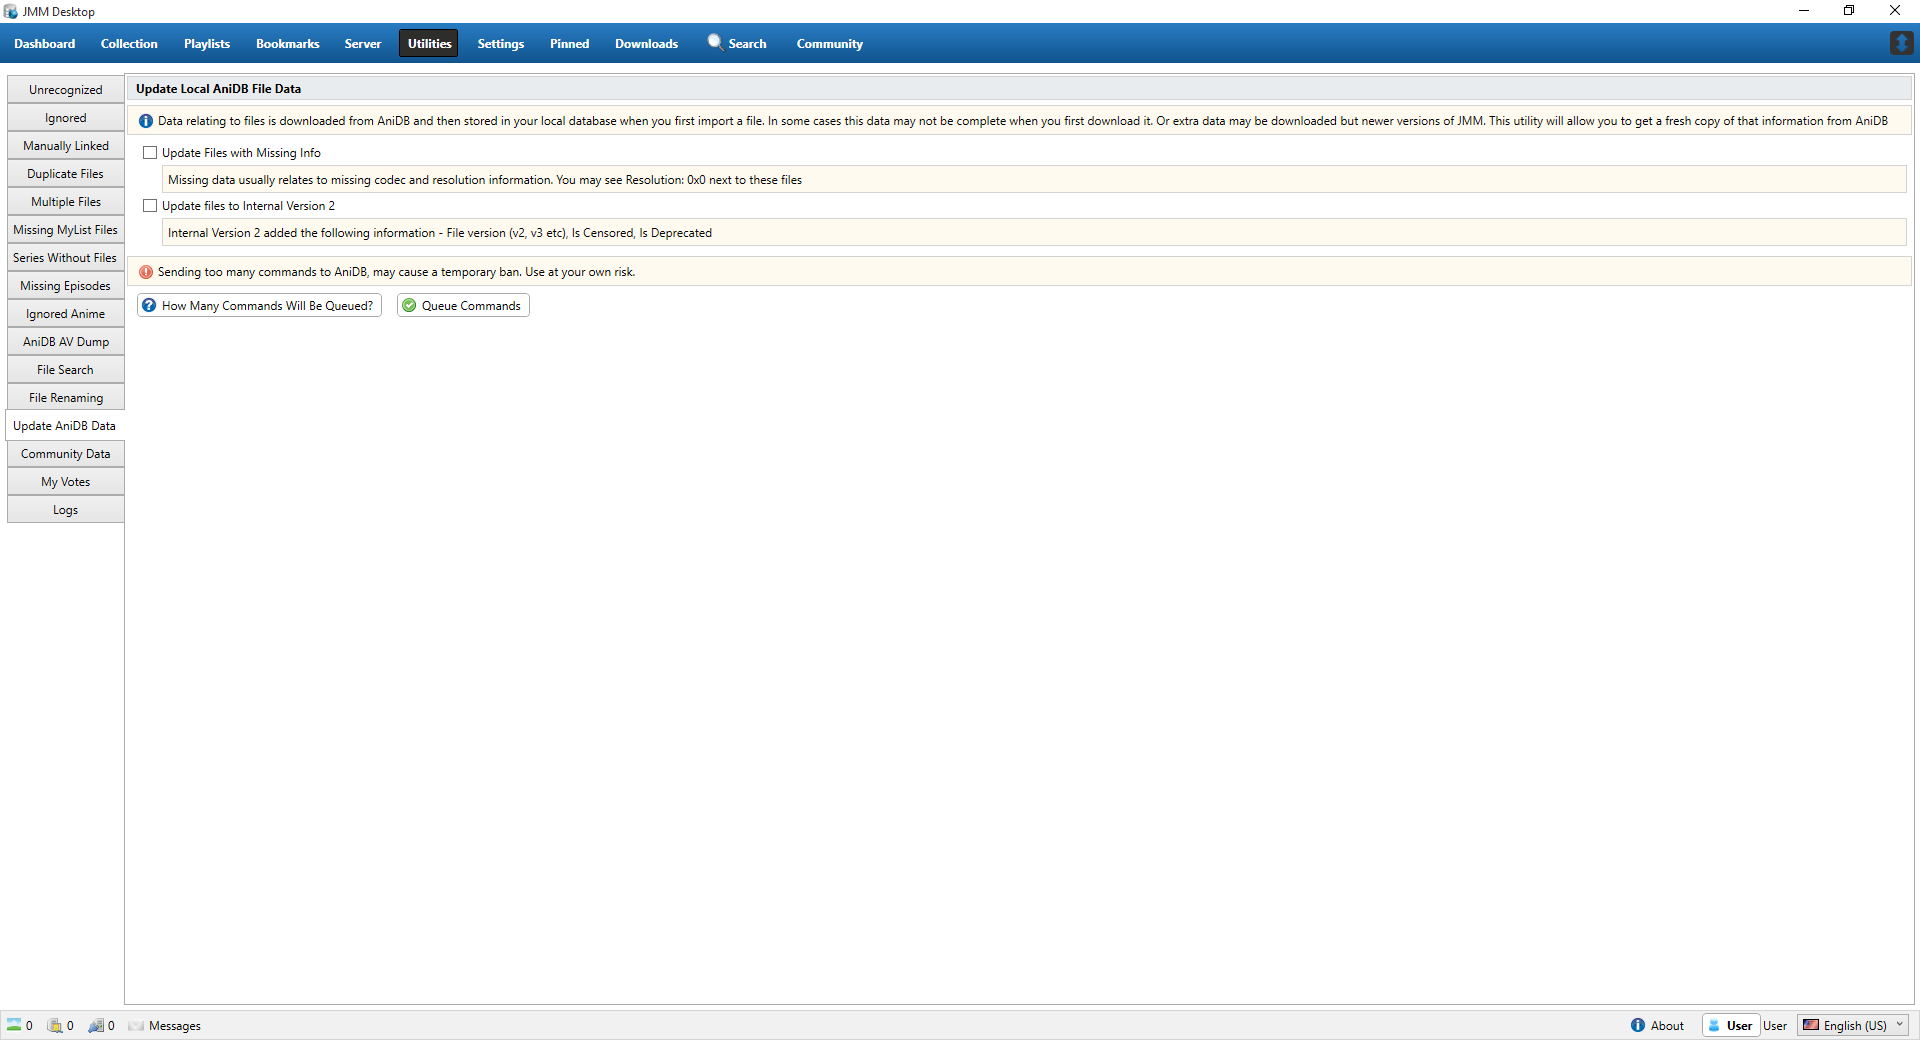 JMM Desktop
Dashboard Collection Playlists Bookmarks Server Utilities Settings Pinned Downloads Search Community
Unrecognized
Ignored
Manually Linked
Duplicate Files
Multiple Files
Missing MyList Files
Series Without Files
Missing Episodes
Ignored Anime
AniDB AV Dump
File Search
File Renaming
Update AniDB Data
Community Data
My Votes
Logs
Update Local AniDB File Data
Data relating to files is downloaded from AniDB and then stored in your local database when you first import a file. In some cases this data may not be complete when you first download it. Or extra data may be downloaded but newer versions of JMM. This utility will allow you to get a fresh copy of that information from AniDB
Update Files with Missing Info
Missing data usually relates to missing codec and resolution information. You may see Resolution: 0x0 next to these files
Update files to Internal Version 2
Internal Version 2 added the following information - File version (v2, v3 etc), Is Censored, Is Deprecated
Sending too many commands to AniDB, may cause a temporary ban. Use at your own risk.
How Many Commands Will Be Queued? Queue Commands
0 0 0 Messages About User User English (US)